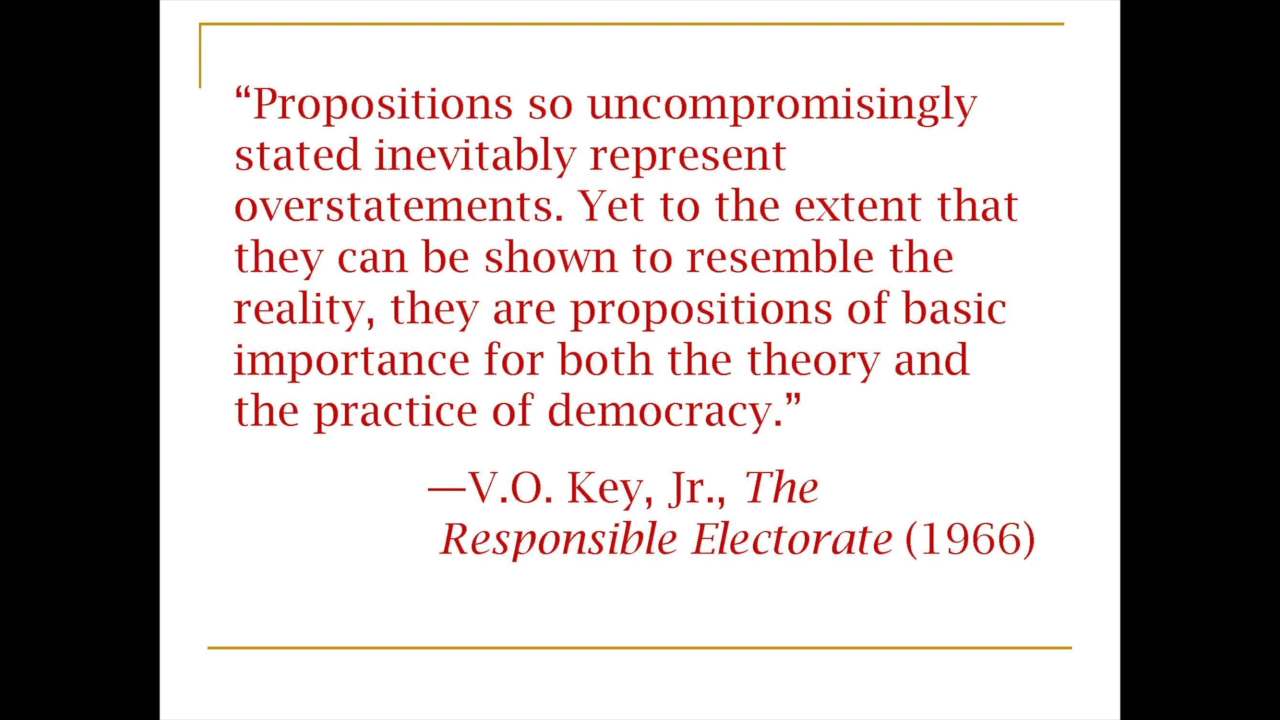 “Propositions so uncompromisingly
stated inevitably represent
overstatements. Yet to the extent that
they can be shown to resemble the
reality, they are propositions of basic
importance for both the theory and
the practice of democracy.”
—V.O. Key, Jr., The
Responsible Electorate (1966)